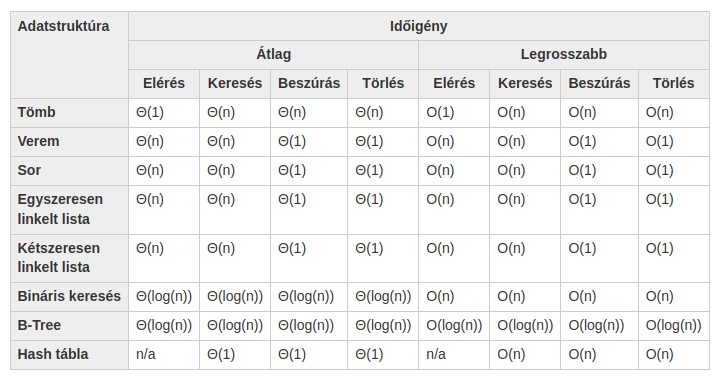 Adatstruktúra Időigény
Átlag Legrosszabb
Elérés Keresés Beszúrás Törlés Elérés Keresés Beszúrás Törlés
Tömb Θ(1) Θ(n) Θ(n) Θ(n) O(1) O(n) O(n) O(n)
Verem Θ(n) Θ(n) Θ(1) Θ(1) O(n) O(n) O(1) O(1)
Sor Θ(n) Θ(n) Θ(1) Θ(1) O(n) O(n) O(1) O(1)
Egyszeresen Θ(n) Θ(n) Θ(1) Θ(1) O(n) O(n) O(1) O(1)
linkelt lista
Kétszeresen Θ(n) Θ(n) Θ(1) Θ(1) O(n) O(n) O(1) O(1)
linkelt lista
Bináris keresés Θ(log(n)) Θ(log(n)) Θ(log(n)) Θ(log(n)) O(n) O(n) O(n) O(n)
B-Tree Θ(log(n)) Θ(log(n)) Θ(log(n)) Θ(log(n)) O(log(n)) O(log(n)) O(log(n)) O(log(n))
Hash tábla n/a Θ(1) Θ(1) Θ(1) n/a O(n) O(n) O(n)